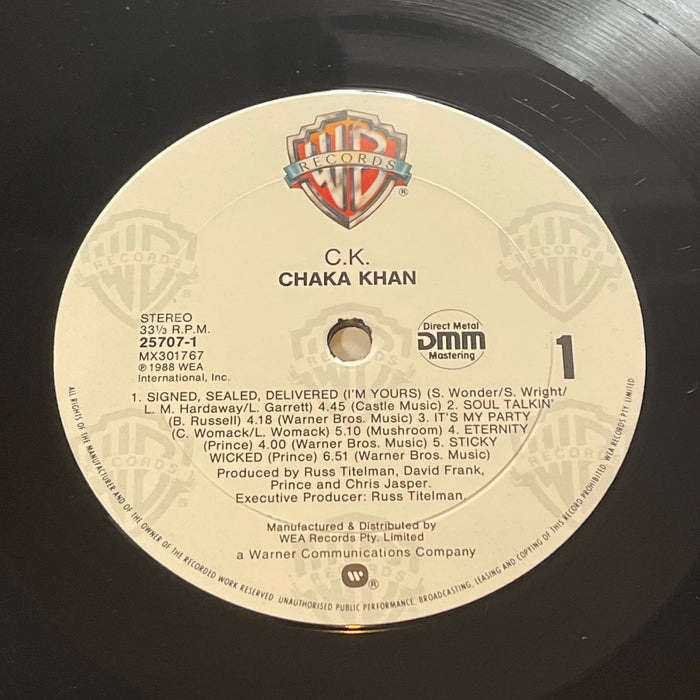 WB
RECORDS
®
C.K.
CHAKA KHAN
STEREO
33⅓ R.P.M.
25707-1
MX301767
℗ 1988 WEA
International, Inc.
Direct Metal
DMM
Mastering
1
1. SIGNED, SEALED, DELIVERED (I'M YOURS) (S. Wonder/S. Wright/
L. M. Hardaway/L. Garrett) 4.45 (Castle Music) 2. SOUL TALKIN'
(B. Russell) 4.18 (Warner Bros. Music) 3. IT'S MY PARTY
(C. Womack/L. Womack) 5.10 (Mushroom) 4. ETERNITY
(Prince) 4.00 (Warner Bros. Music) 5. STICKY
WICKED (Prince) 6.51 (Warner Bros. Music)
Produced by Russ Titelman, David Frank,
Prince and Chris Jasper.
Executive Producer: Russ Titelman.
Manufactured & Distributed by
WEA Records Pty. Limited
a Warner Communications Company
®
ALL RIGHTS OF THE MANUFACTURER AND OF THE OWNER OF THE RECORDED WORK RESERVED. UNAUTHORISED PUBLIC PERFORMANCE, BROADCASTING, LEASING AND COPYING OF THIS RECORD PROHIBITED. WEA RECORDS PTY. LIMITED